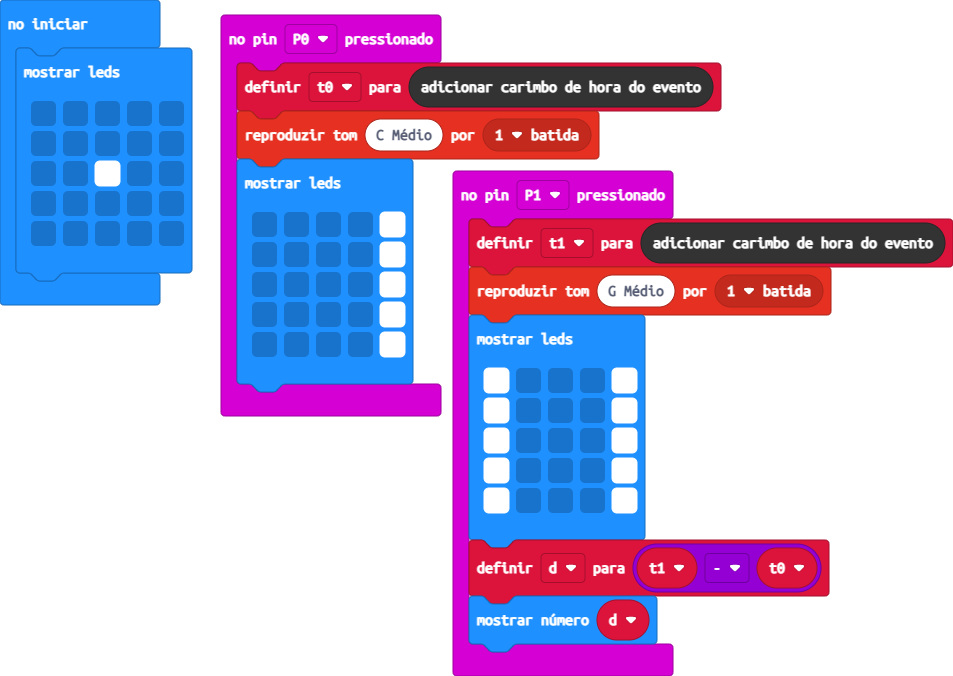 no iniciar
mostrar leds
no pin P0 pressionado
definir t0 para adicionar carimbo de hora do evento
reproduzir tom C Médio por 1 batida
mostrar leds
no pin P1 pressionado
definir t1 para adicionar carimbo de hora do evento
reproduzir tom G Médio por 1 batida
mostrar leds
definir d para t1 - t0
mostrar número d